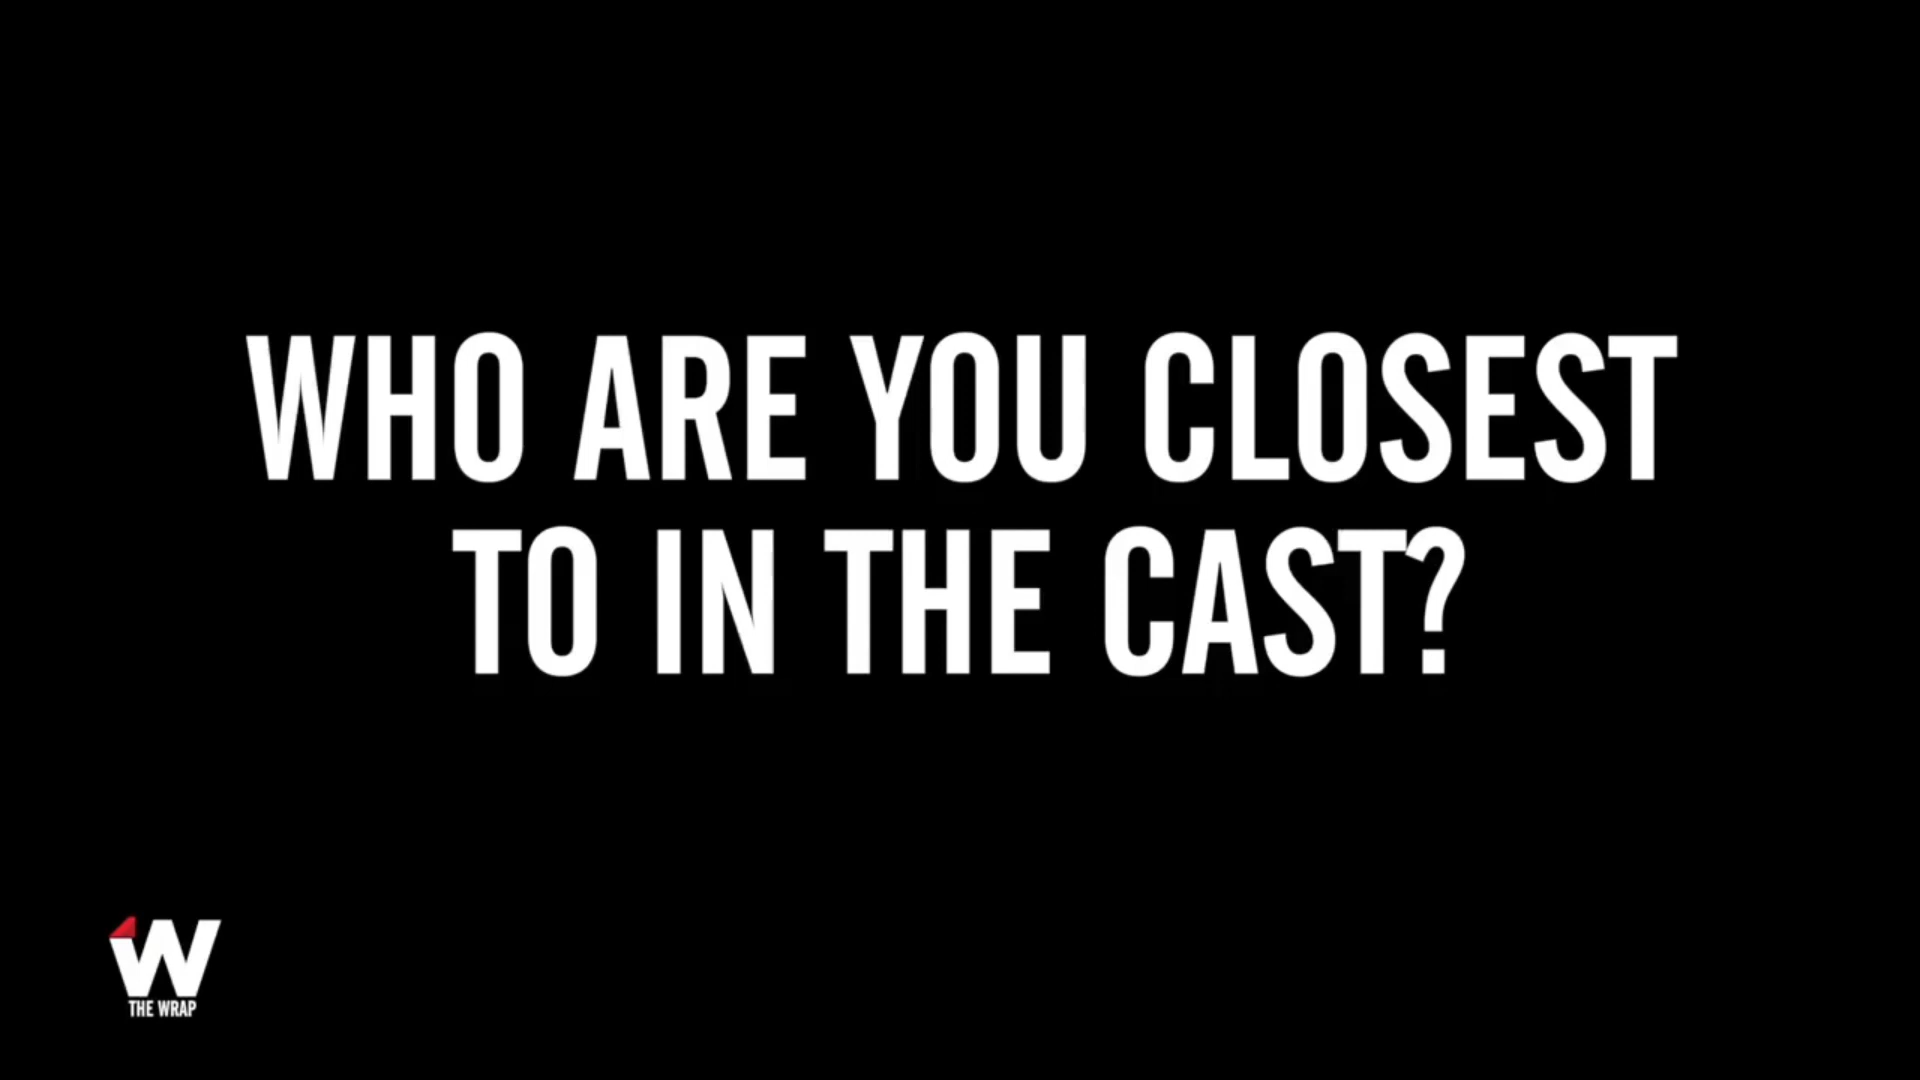 WHO ARE YOU CLOSEST
TO IN THE CAST?
W
THE WRAP